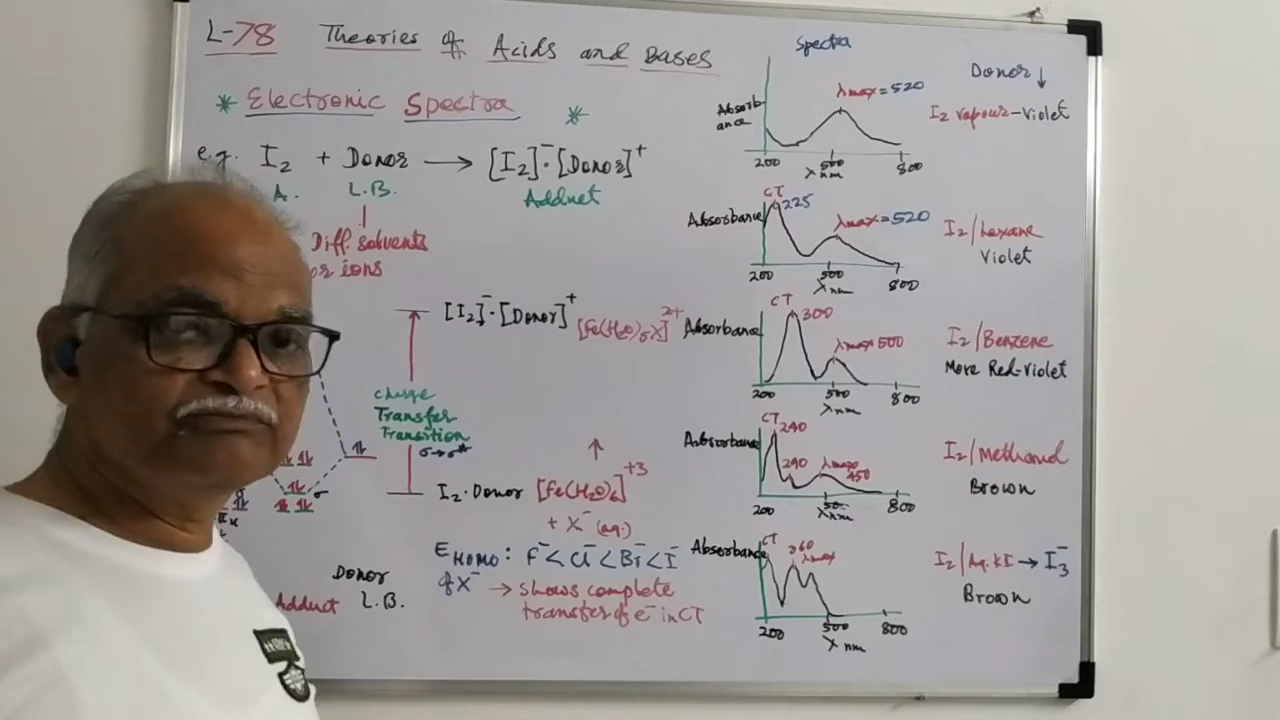 L-78 Theories of Acids and Bases
* Electronic Spectra *
e.g. I₂ + Donor → [I₂]⁻·[Donor]⁺
A. L.B. Adduct
Diff. solvents
or ions
[I₂]⁻·[Donor]⁺ [Fe(H₂O)₅X]²⁺
Charge
Transfer
Transition
σ→σ*
I₂·Donor [Fe(H₂O)₆]⁺³
+ X⁻ (aq.)
E HOMO : F⁻ < Cl⁻ < Br⁻ < I⁻
of X⁻ → shows complete
transfer of e⁻ in CT
σ
Donor
Adduct L.B.
Spectra
Donor ↓
Absorb
ance
λmax = 520
200 500 800
λ nm
I₂ vapour - Violet
Absorbance
CT 225
λmax = 520
200 500 800
λ nm
I₂/hexane
Violet
Absorbance
CT 300
λmax 500
200 500 800
λ nm
I₂/Benzene
More Red-Violet
Absorbance
CT 240
290
λmax
450
200 500 800
λ nm
I₂/Methanol
Brown
Absorbance
CT
360
λmax
200 500 800
λ nm
I₂/Aq. KI → I₃⁻
Brown